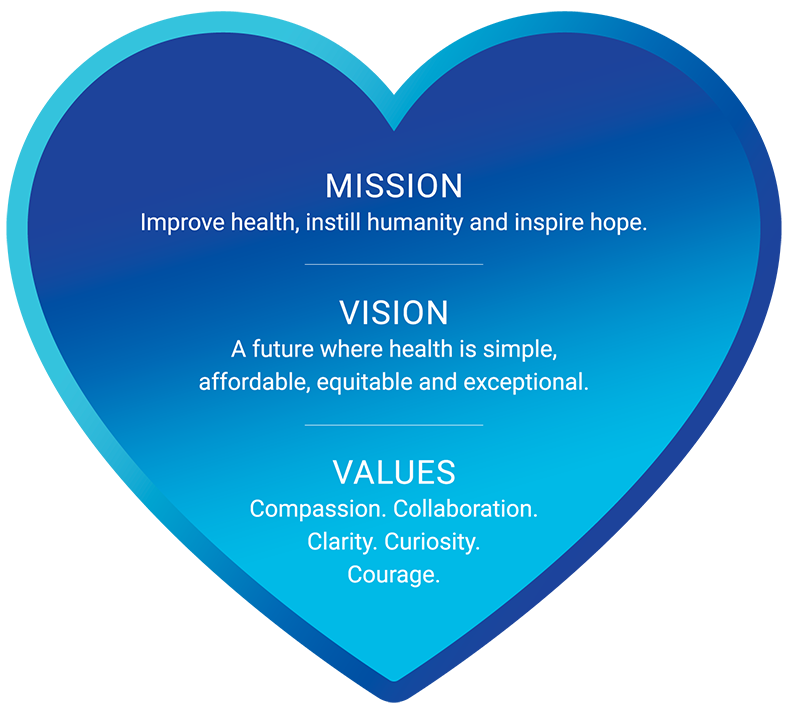 MISSION
Improve health, instill humanity and inspire hope.
VISION
A future where health is simple,
affordable, equitable and exceptional.
VALUES
Compassion. Collaboration.
Clarity. Curiosity.
Courage.